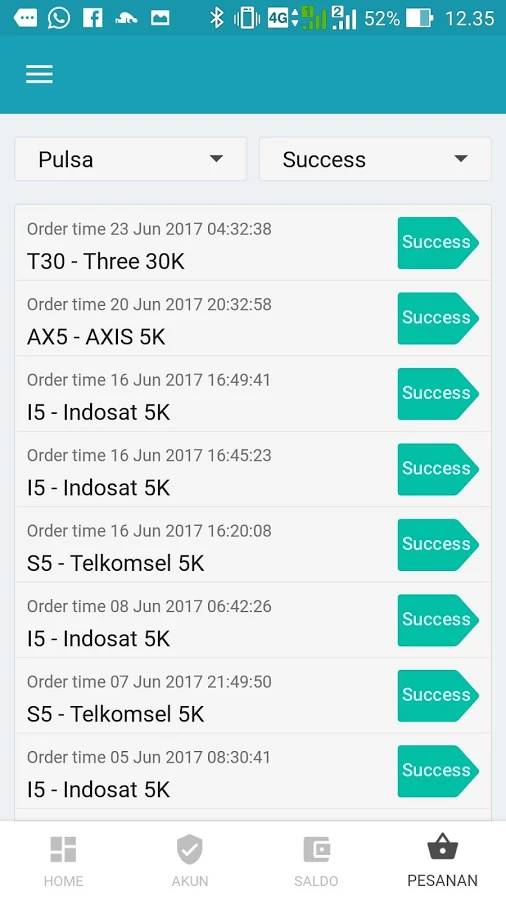 4G 1 2 52% 12.35
Pulsa Success
Order time 23 Jun 2017 04:32:38
T30 - Three 30K Success
Order time 20 Jun 2017 20:32:58
AX5 - AXIS 5K Success
Order time 16 Jun 2017 16:49:41
I5 - Indosat 5K Success
Order time 16 Jun 2017 16:45:23
I5 - Indosat 5K Success
Order time 16 Jun 2017 16:20:08
S5 - Telkomsel 5K Success
Order time 08 Jun 2017 06:42:26
I5 - Indosat 5K Success
Order time 07 Jun 2017 21:49:50
S5 - Telkomsel 5K Success
Order time 05 Jun 2017 08:30:41
I5 - Indosat 5K Success
HOME AKUN SALDO PESANAN